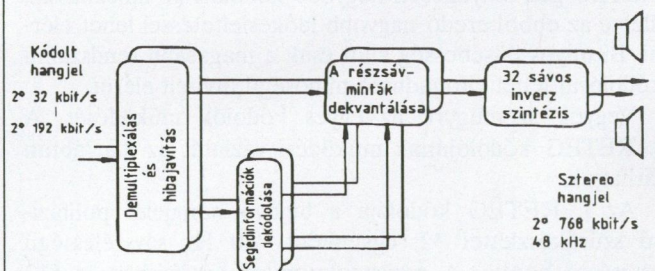 Kódolt
hangjel
2* 32 kbit/s
2* 192 kbit/s
Demultiplexálás
és
hibajavítás
Segédinformációk
dekódolása
A részsáv-
minták
dekvantálása
32 sávos
inverz
szintézis
Sztereo
hangjel
2* 768 kbit/s
48 kHz